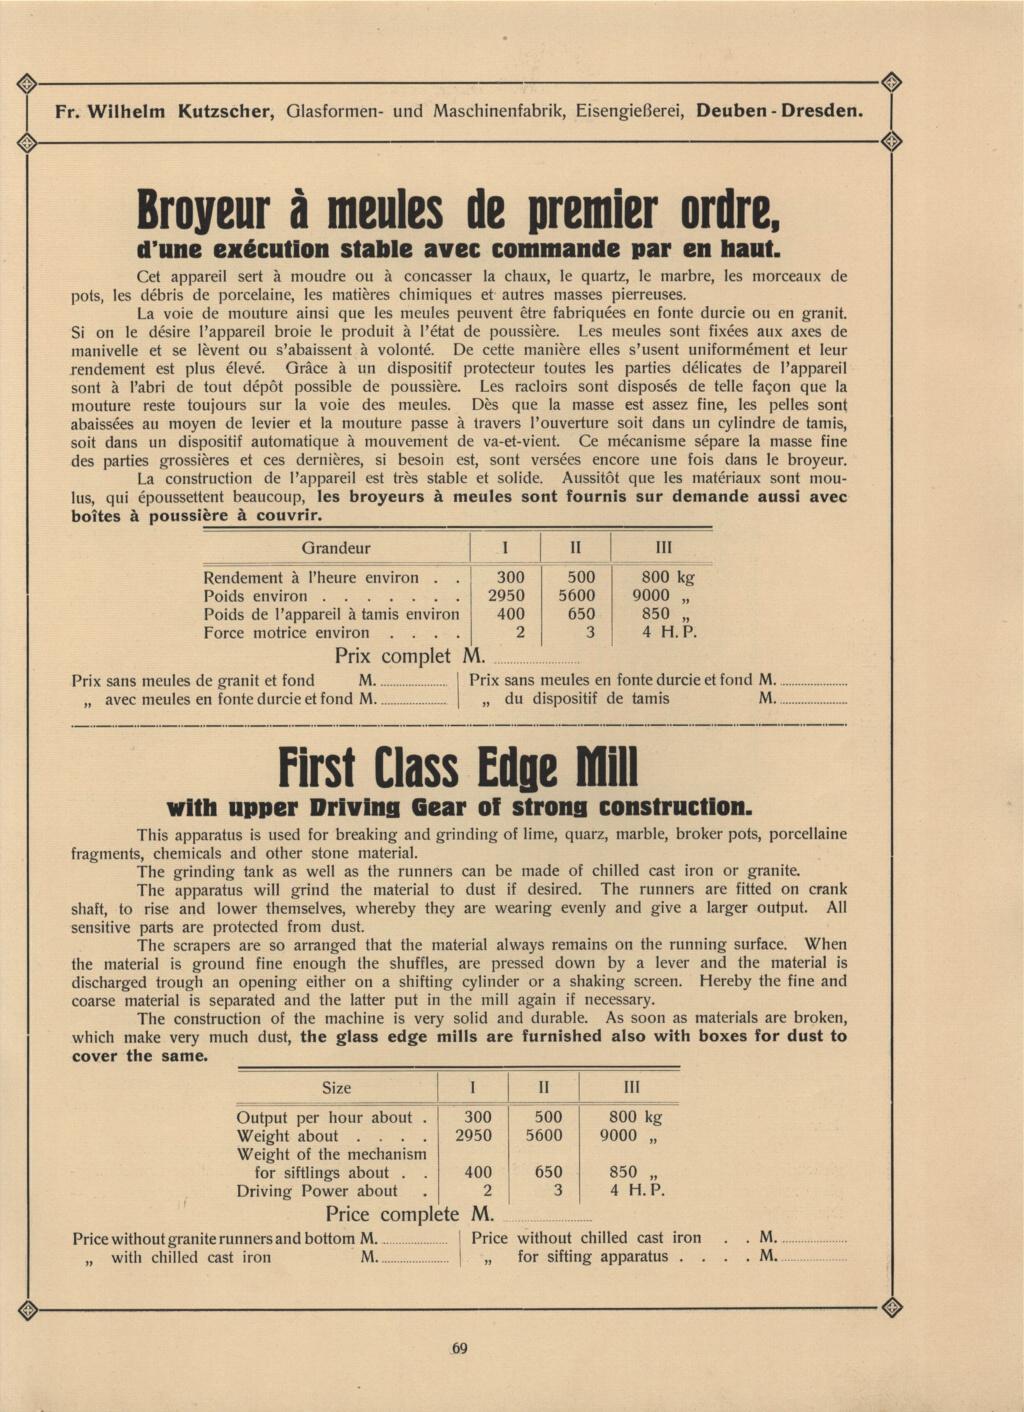 Fr. Wilhelm Kutzscher, Glasformen- und Maschinenfabrik, Eisengießerei, Deuben-Dresden.
Broyeur à meules de premier ordre,
d'une exécution stable avec commande par en haut.
Cet appareil sert à moudre ou à concasser la chaux, le quartz, le marbre, les morceaux de
pots, les débris de porcelaine, les matières chimiques et autres masses pierreuses.
La voie de mouture ainsi que les meules peuvent être fabriquées en fonte durcie ou en granit.
Si on le désire l'appareil broie le produit à l'état de poussière. Les meules sont fixées aux axes de
manivelle et se lèvent ou s'abaissent à volonté. De cette manière elles s'usent uniformément et leur
rendement est plus élevé. Grâce à un dispositif protecteur toutes les parties délicates de l'appareil
sont à l'abri de tout dépôt possible de poussière. Les racloirs sont disposés de telle façon que la
mouture reste toujours sur la voie des meules. Dès que la masse est assez fine, les pelles sont
abaissées au moyen de levier et la mouture passe à travers l'ouverture soit dans un cylindre de tamis,
soit dans un dispositif automatique à mouvement de va-et-vient. Ce mécanisme sépare la masse fine
des parties grossières et ces dernières, si besoin est, sont versées encore une fois dans le broyeur.
La construction de l'appareil est très stable et solide. Aussitôt que les matériaux sont mou-
lus, qui époussettent beaucoup, les broyeurs à meules sont fournis sur demande aussi avec
boîtes à poussière à couvrir.
Grandeur I II III
Rendement à l'heure environ . . 300 500 800 kg
Poids environ . . . . . . . 2950 5600 9000 „
Poids de l'appareil à tamis environ 400 650 850 „
Force motrice environ . . . . 2 3 4 H.P.
Prix complet M. ..........
Prix sans meules de granit et fond M. .......... Prix sans meules en fonte durcie et fond M. ..........
„ avec meules en fonte durcie et fond M. .......... „ du dispositif de tamis M. ..........
First Class Edge Mill
with upper Driving Gear of strong construction.
This apparatus is used for breaking and grinding of lime, quarz, marble, broker pots, porcellaine
fragments, chemicals and other stone material.
The grinding tank as well as the runners can be made of chilled cast iron or granite.
The apparatus will grind the material to dust if desired. The runners are fitted on crank
shaft, to rise and lower themselves, whereby they are wearing evenly and give a larger output. All
sensitive parts are protected from dust.
The scrapers are so arranged that the material always remains on the running surface. When
the material is ground fine enough the shuffles, are pressed down by a lever and the material is
discharged trough an opening either on a shifting cylinder or a shaking screen. Hereby the fine and
coarse material is separated and the latter put in the mill again if necessary.
The construction of the machine is very solid and durable. As soon as materials are broken,
which make very much dust, the glass edge mills are furnished also with boxes for dust to
cover the same.
Size I II III
Output per hour about . 300 500 800 kg
Weight about . . . . 2950 5600 9000 „
Weight of the mechanism
for siftlings about . . 400 650 850 „
Driving Power about . 2 3 4 H.P.
Price complete M. ..........
Price without granite runners and bottom M. .......... Price without chilled cast iron . . M. ..........
„ with chilled cast iron M. .......... „ for sifting apparatus . . . . M. ..........
69